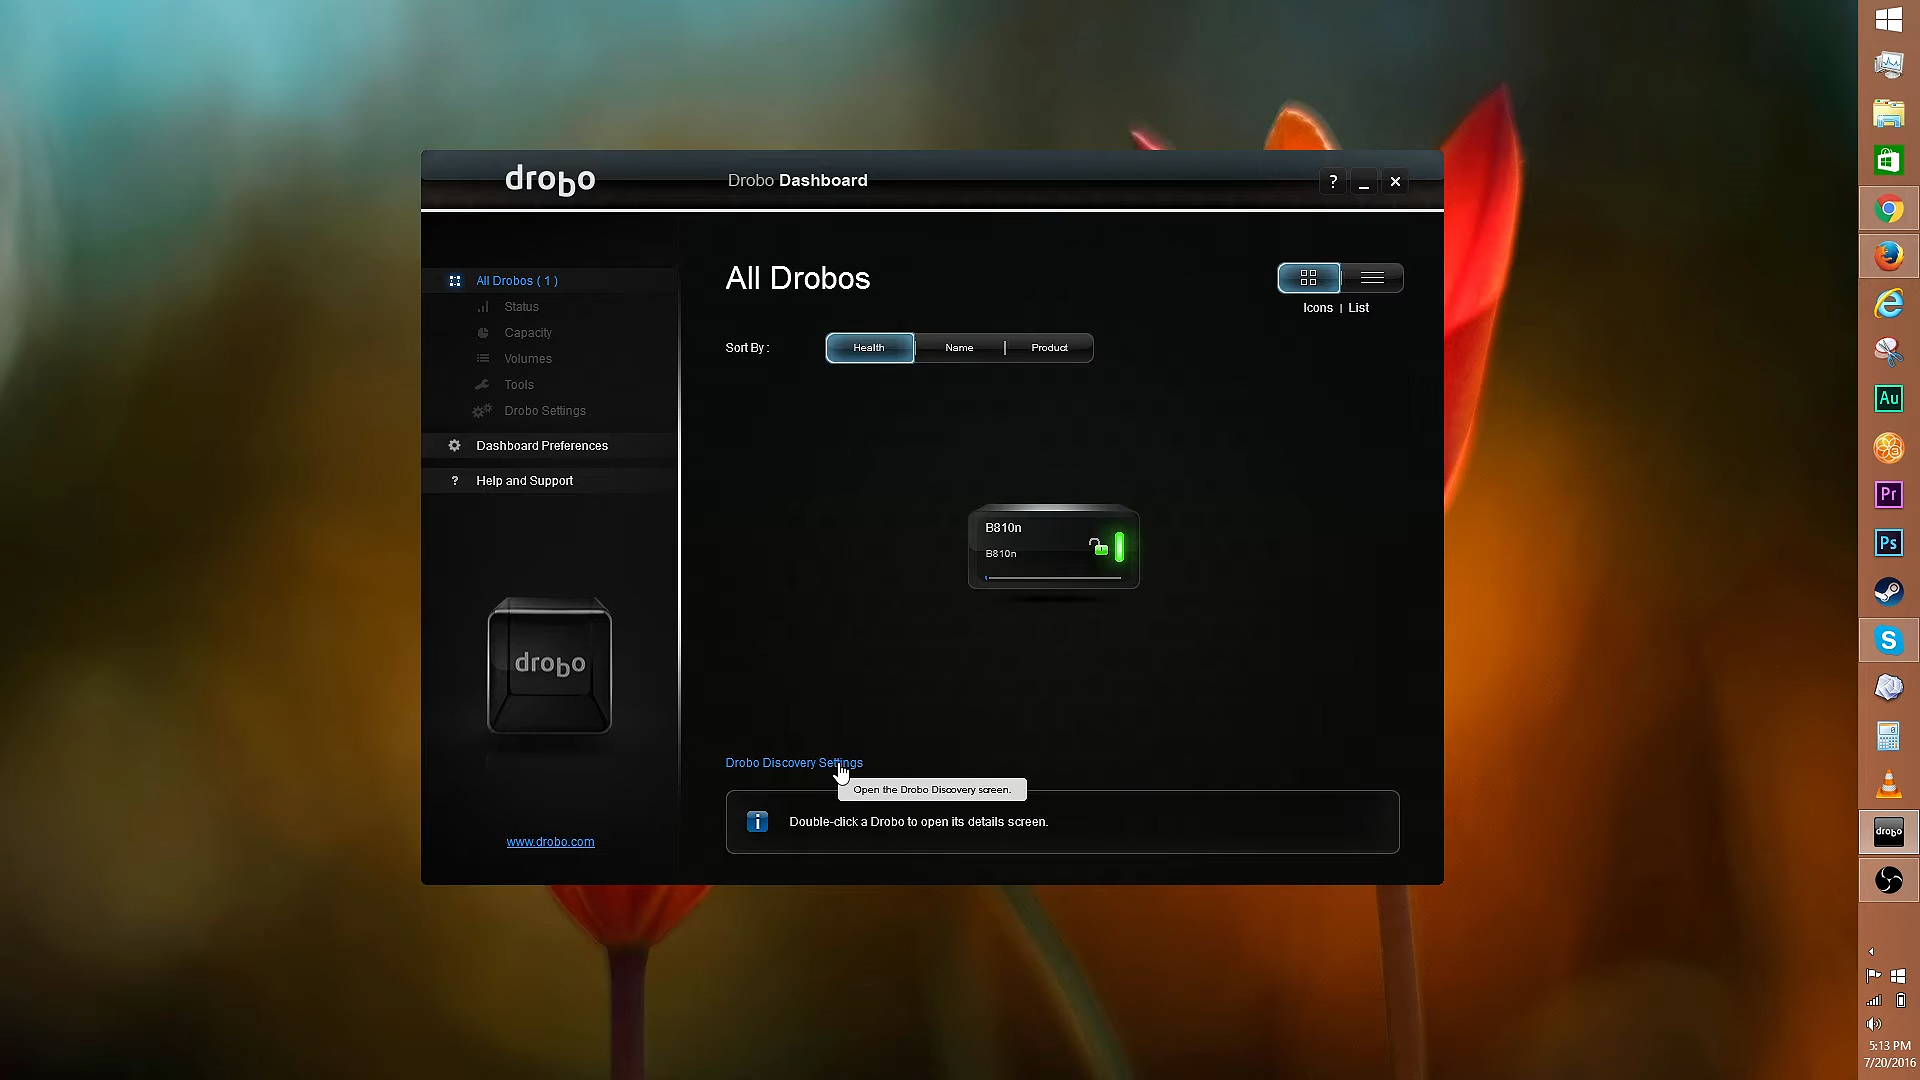 drobo
Drobo Dashboard
?
All Drobos ( 1 )
Status
Capacity
Volumes
Tools
Drobo Settings
Dashboard Preferences
? Help and Support
drobo
www.drobo.com
All Drobos
Icons | List
Sort By :
Health
Name
Product
B810n
B810n
Drobo Discovery Settings
Open the Drobo Discovery screen.
i Double-click a Drobo to open its details screen.
Au
3
Pr
Ps
S
drobo
5:13 PM
7/20/2016